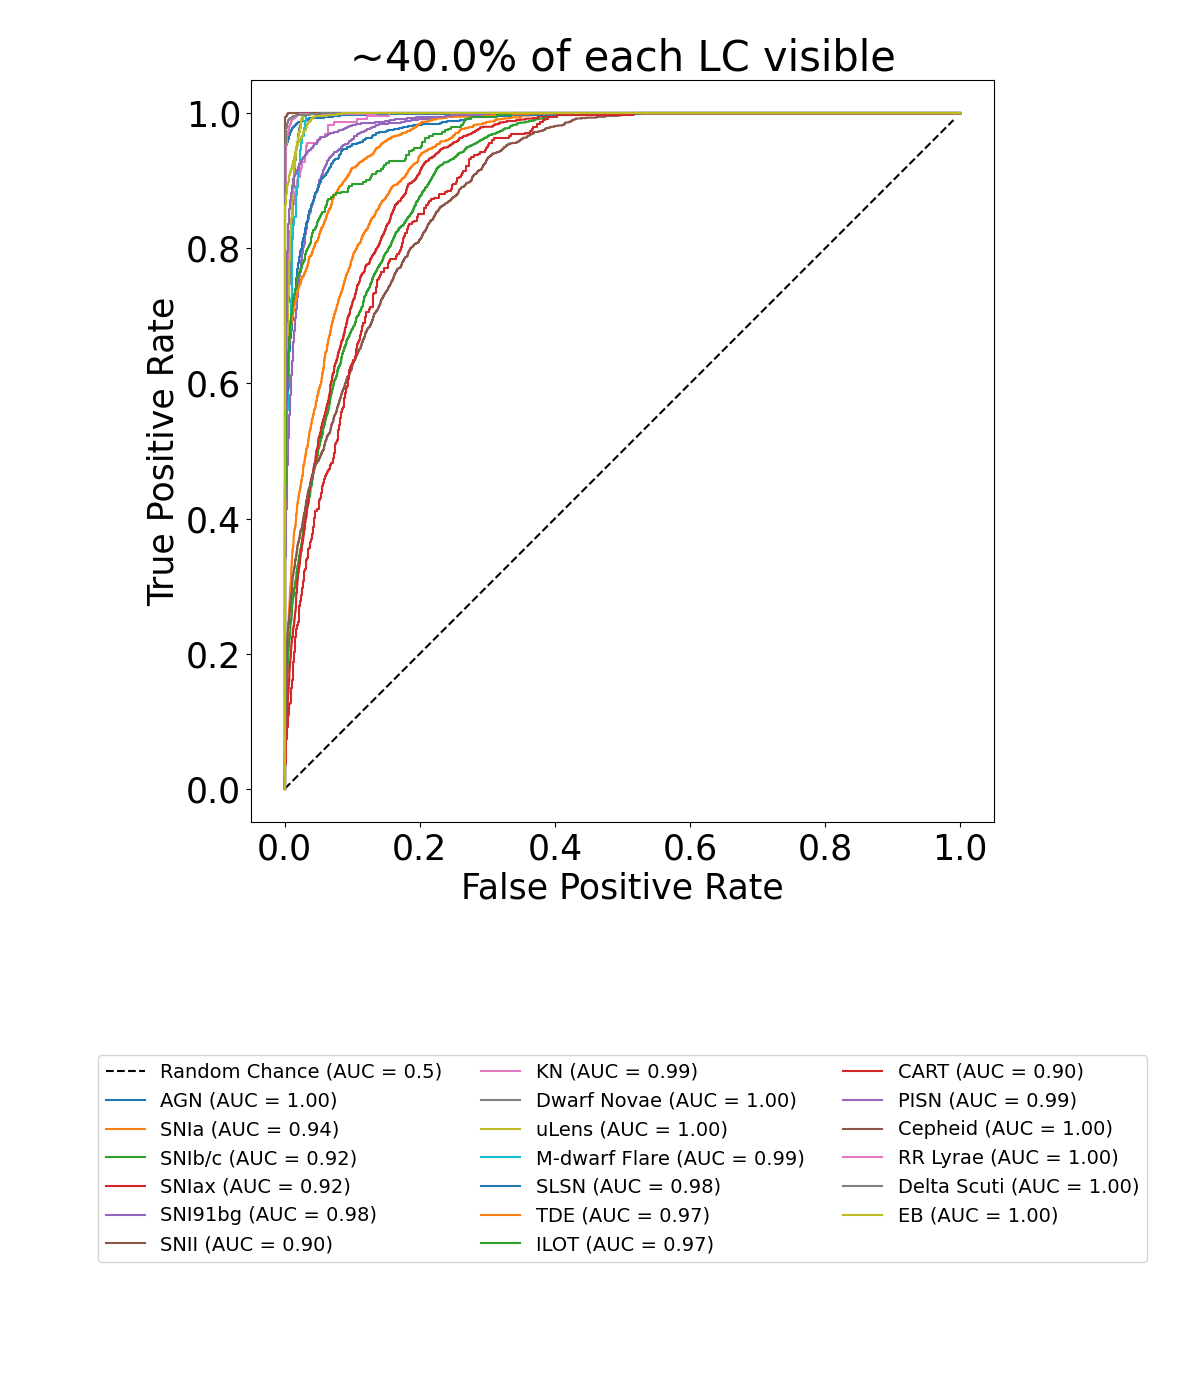 ~40.0% of each LC visible
1.0
0.8
0.6
0.4
0.2
0.0
True Positive Rate
0.0 0.2 0.4 0.6 0.8 1.0
False Positive Rate
Random Chance (AUC = 0.5)
AGN (AUC = 1.00)
SNIa (AUC = 0.94)
SNIb/c (AUC = 0.92)
SNIax (AUC = 0.92)
SNI91bg (AUC = 0.98)
SNII (AUC = 0.90)
KN (AUC = 0.99)
Dwarf Novae (AUC = 1.00)
uLens (AUC = 1.00)
M-dwarf Flare (AUC = 0.99)
SLSN (AUC = 0.98)
TDE (AUC = 0.97)
ILOT (AUC = 0.97)
CART (AUC = 0.90)
PISN (AUC = 0.99)
Cepheid (AUC = 1.00)
RR Lyrae (AUC = 1.00)
Delta Scuti (AUC = 1.00)
EB (AUC = 1.00)